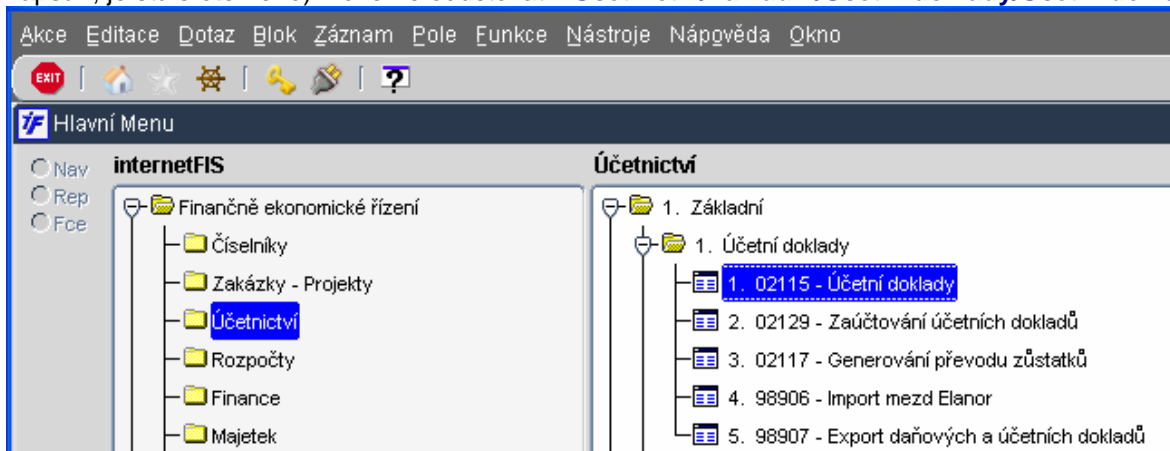 Akce Editace Dotaz Blok Záznam Pole Funkce Nástroje Nápověda Okno
EXIT ?
iF Hlavní Menu
Nav
Rep
Fce
internetFIS
Finančně ekonomické řízení
Číselníky
Zakázky - Projekty
Účetnictví
Rozpočty
Finance
Majetek
Účetnictví
1. Základní
1. Účetní doklady
1. 02115 - Účetní doklady
2. 02129 - Zaúčtování účetních dokladů
3. 02117 - Generování převodu zůstatků
4. 98906 - Import mezd Elanor
5. 98907 - Export daňových a účetních dokladů